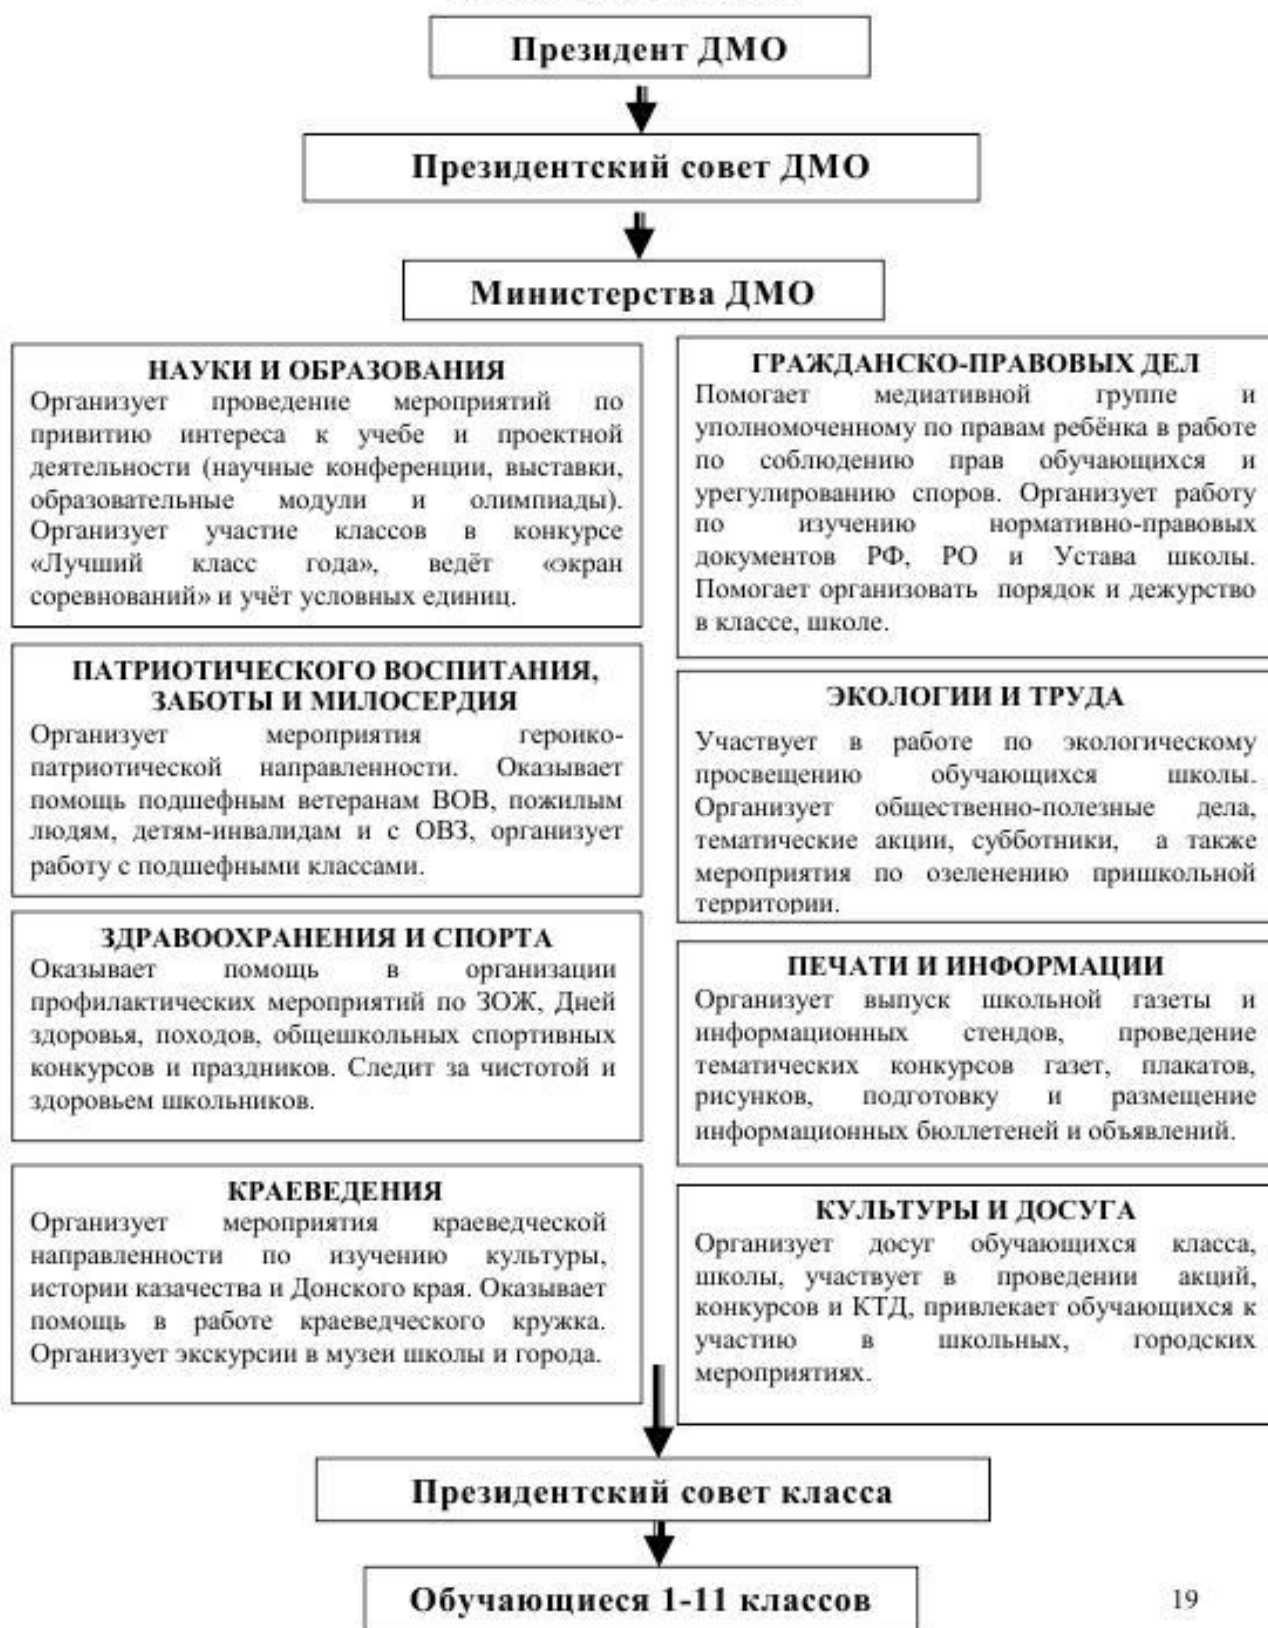 Президент ДМО
Президентский совет ДМО
Министерства ДМО
НАУКИ И ОБРАЗОВАНИЯ
Организует проведение мероприятий по
привитию интереса к учебе и проектной
деятельности (научные конференции, выставки,
образовательные модули и олимпиады).
Организует участие классов в конкурсе
«Лучший класс года», ведёт «экран
соревнований» и учёт условных единиц.
ПАТРИОТИЧЕСКОГО ВОСПИТАНИЯ,
ЗАБОТЫ И МИЛОСЕРДИЯ
Организует мероприятия героико-
патриотической направленности. Оказывает
помощь подшефным ветеранам ВОВ, пожилым
людям, детям-инвалидам и с ОВЗ, организует
работу с подшефными классами.
ЗДРАВООХРАНЕНИЯ И СПОРТА
Оказывает помощь в организации
профилактических мероприятий по ЗОЖ, Дней
здоровья, походов, общешкольных спортивных
конкурсов и праздников. Следит за чистотой и
здоровьем школьников.
КРАЕВЕДЕНИЯ
Организует мероприятия краеведческой
направленности по изучению культуры,
истории казачества и Донского края. Оказывает
помощь в работе краеведческого кружка.
Организует экскурсии в музеи школы и города.
ГРАЖДАНСКО-ПРАВОВЫХ ДЕЛ
Помогает медиативной группе и
уполномоченному по правам ребёнка в работе
по соблюдению прав обучающихся и
урегулированию споров. Организует работу
по изучению нормативно-правовых
документов РФ, РО и Устава школы.
Помогает организовать порядок и дежурство
в классе, школе.
ЭКОЛОГИИ И ТРУДА
Участвует в работе по экологическому
просвещению обучающихся школы.
Организует общественно-полезные дела,
тематические акции, субботники, а также
мероприятия по озеленению пришкольной
территории.
ПЕЧАТИ И ИНФОРМАЦИИ
Организует выпуск школьной газеты и
информационных стендов, проведение
тематических конкурсов газет, плакатов,
рисунков, подготовку и размещение
информационных бюллетеней и объявлений.
КУЛЬТУРЫ И ДОСУГА
Организует досуг обучающихся класса,
школы, участвует в проведении акций,
конкурсов и КТД, привлекает обучающихся к
участию в школьных, городских
мероприятиях.
Президентский совет класса
Обучающиеся 1-11 классов
19